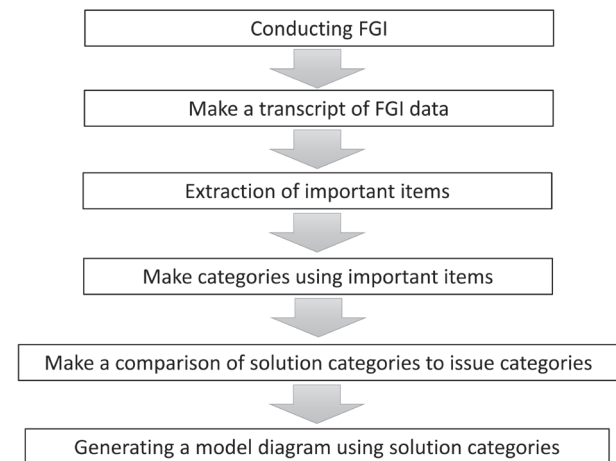 Conducting FGI
Make a transcript of FGI data
Extraction of important items
Make categories using important items
Make a comparison of solution categories to issue categories
Generating a model diagram using solution categories